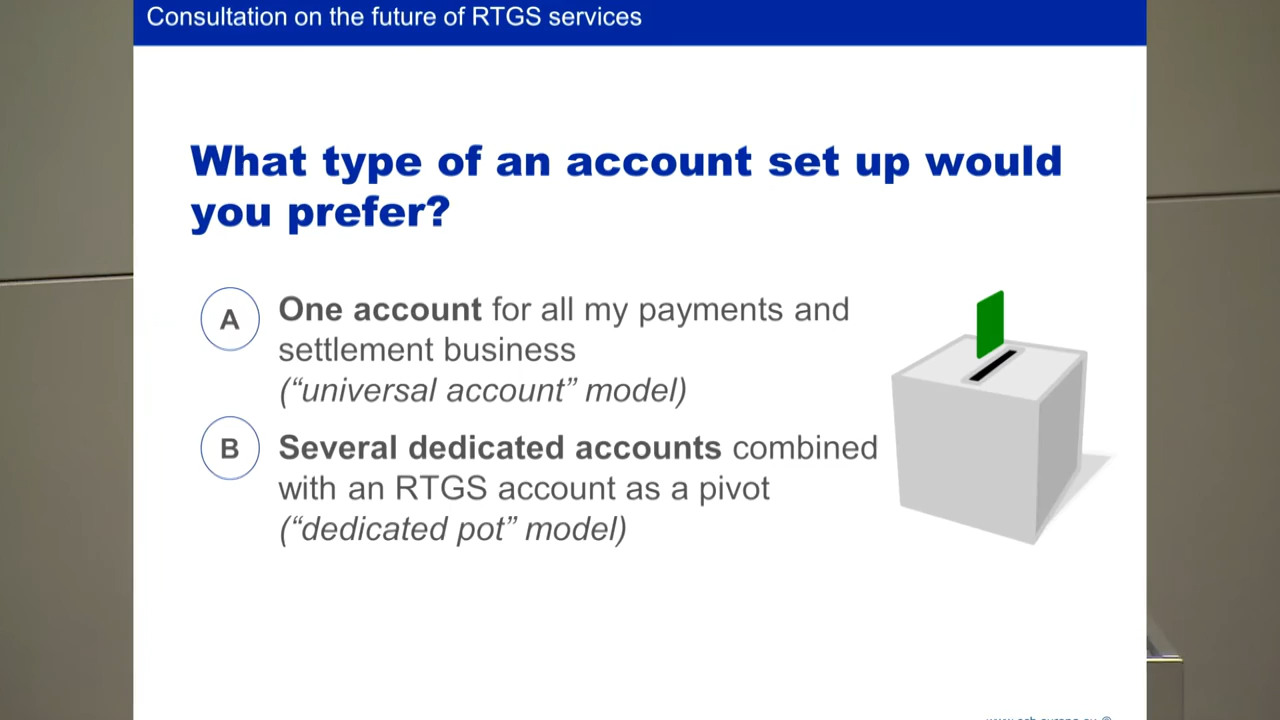 Consultation on the future of RTGS services
What type of an account set up would
you prefer?
A
One account for all my payments and
settlement business
(“universal account” model)
B
Several dedicated accounts combined
with an RTGS account as a pivot
(“dedicated pot” model)